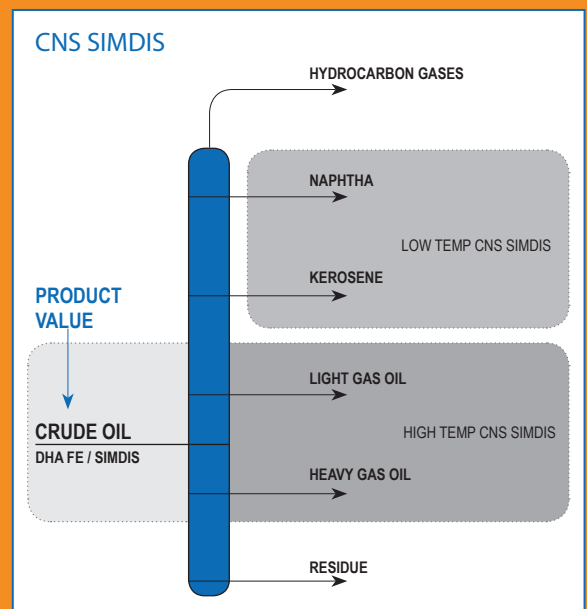 CNS SIMDIS
HYDROCARBON GASES
NAPHTHA
LOW TEMP CNS SIMDIS
KEROSENE
PRODUCT
VALUE
LIGHT GAS OIL
CRUDE OIL
HIGH TEMP CNS SIMDIS
DHA FE / SIMDIS
HEAVY GAS OIL
RESIDUE